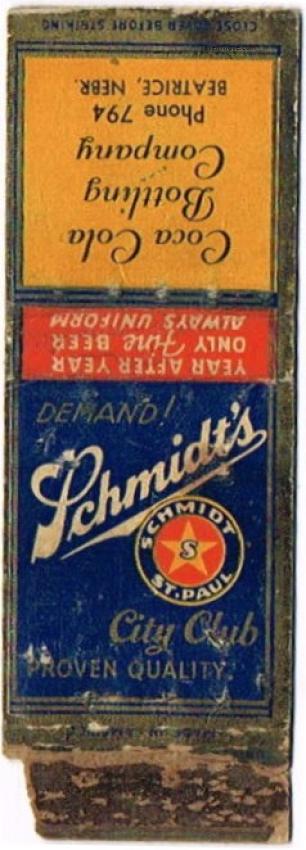 CLOSE COVER BEFORE STRIKING
Coca Cola
Bottling
Company
Phone 794
BEATRICE, NEBR.
YEAR AFTER YEAR
ONLY Fine BEER
ALWAYS UNIFORM
DEMAND!
Schmidt's
SCHMIDT
S
ST. PAUL
City Club
PROVEN QUALITY.